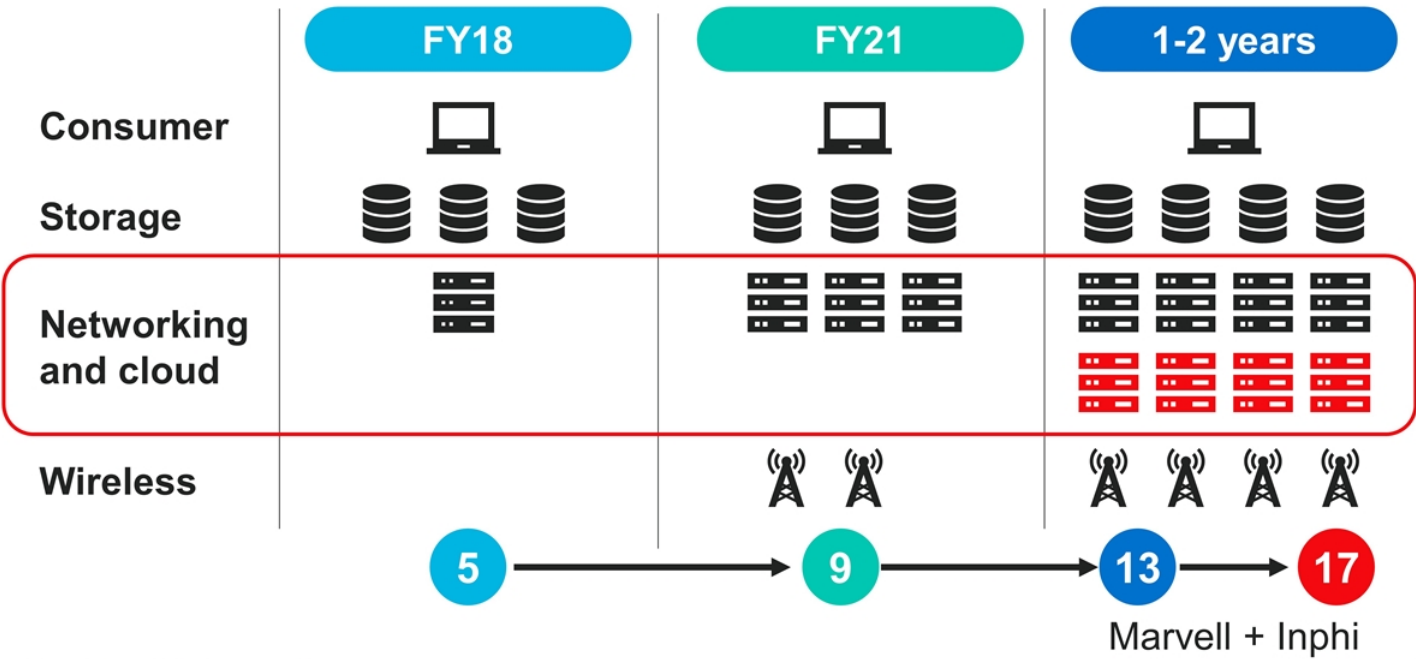 FY18
FY21
1-2 years
Consumer
Storage
Networking
and cloud
Wireless
5
9
13
17
Marvell + Inphi